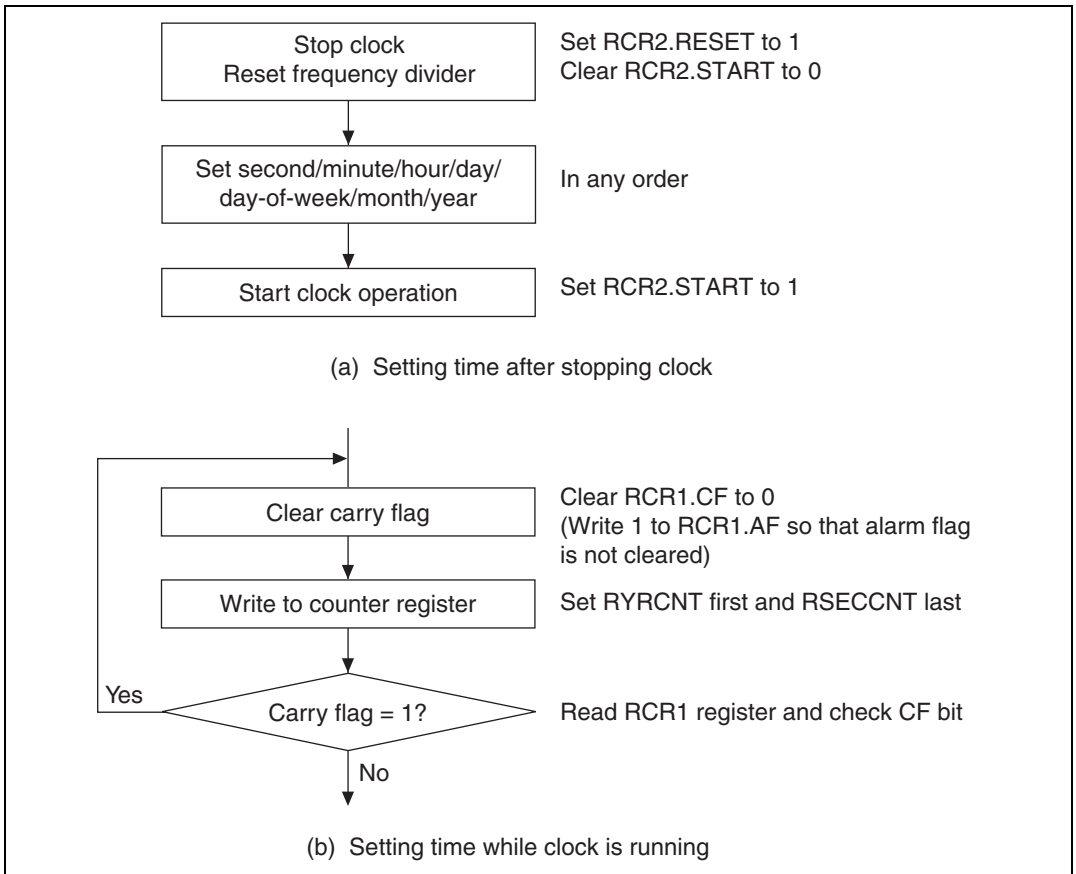 Stop clock
Reset frequency divider
Set RCR2.RESET to 1
Clear RCR2.START to 0
Set second/minute/hour/day/
day-of-week/month/year
In any order
Start clock operation
Set RCR2.START to 1
(a) Setting time after stopping clock
Clear carry flag
Clear RCR1.CF to 0
(Write 1 to RCR1.AF so that alarm flag
is not cleared)
Write to counter register
Set RYRCNT first and RSECCNT last
Yes
Carry flag = 1?
Read RCR1 register and check CF bit
No
(b) Setting time while clock is running